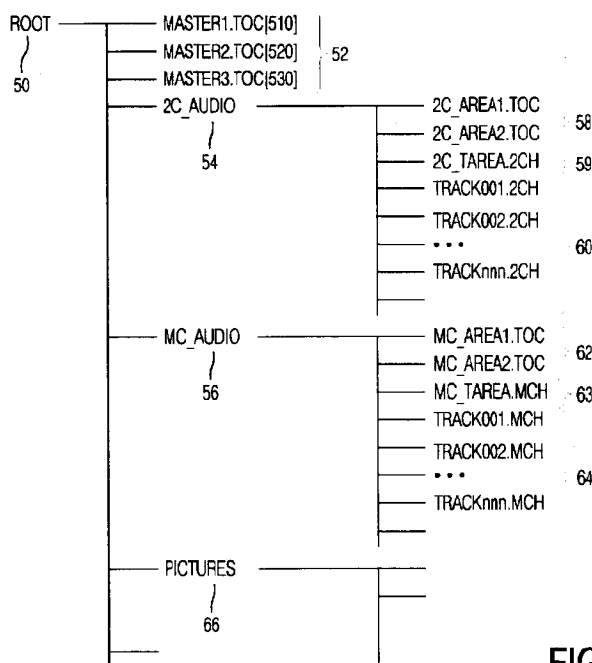 ROOT
50
MASTER1.TOC[510]
MASTER2.TOC[520]
MASTER3.TOC[530]
52
2C_AUDIO
54
2C_AREA1.TOC
2C_AREA2.TOC
58
2C_TAREA.2CH
59
TRACK001.2CH
TRACK002.2CH
• • •
60
TRACKnnn.2CH
MC_AUDIO
56
MC_AREA1.TOC
MC_AREA2.TOC
62
MC_TAREA.MCH
63
TRACK001.MCH
TRACK002.MCH
• • •
64
TRACKnnn.MCH
PICTURES
66
FIG